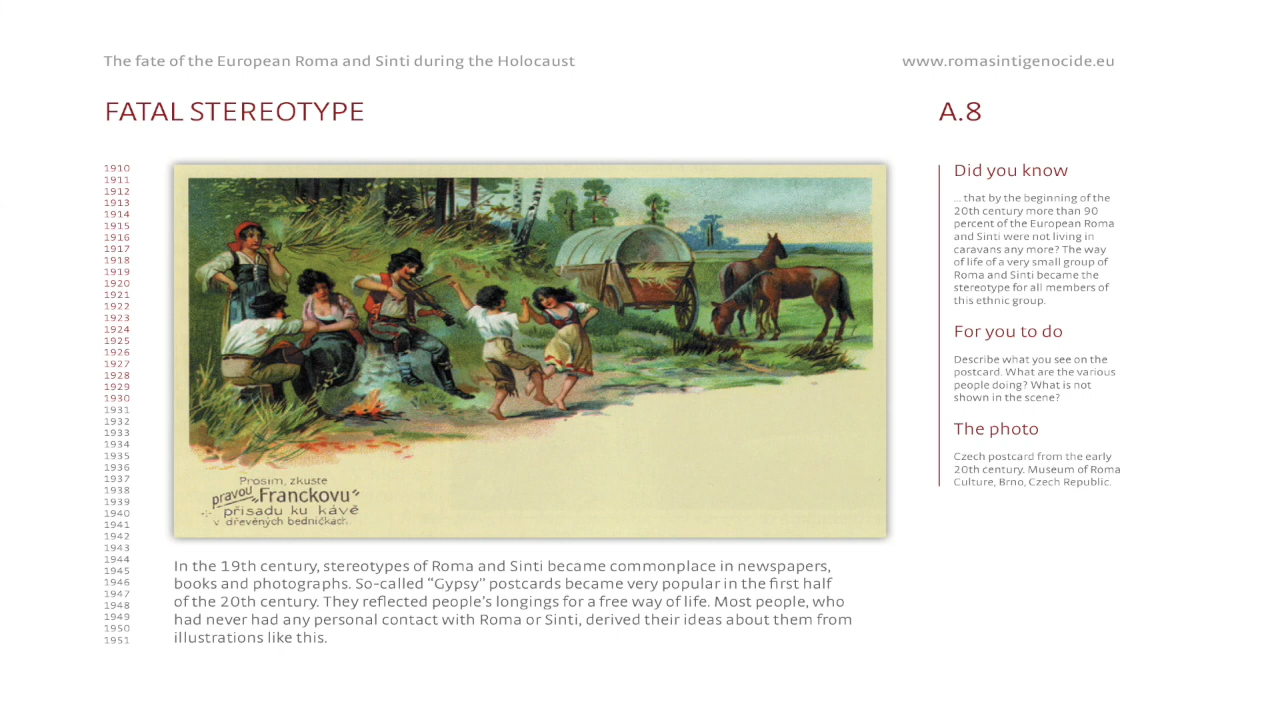 The fate of the European Roma and Sinti during the Holocaust
www.romasintigenocide.eu
FATAL STEREOTYPE
A.8
1910
1911
1912
1913
1914
1915
1916
1917
1918
1919
1920
1921
1922
1923
1924
1925
1926
1927
1928
1929
1930
1931
1932
1933
1934
1935
1936
1937
1938
1939
1940
1941
1942
1943
1944
1945
1946
1947
1948
1949
1950
1951
Prosim, zkuste
pravou „Franckovu“
přisadu ku kávě
v dřevěných bedničkách.
In the 19th century, stereotypes of Roma and Sinti became commonplace in newspapers,
books and photographs. So-called “Gypsy” postcards became very popular in the first half
of the 20th century. They reflected people’s longings for a free way of life. Most people, who
had never had any personal contact with Roma or Sinti, derived their ideas about them from
illustrations like this.
Did you know
... that by the beginning of the
20th century more than 90
percent of the European Roma
and Sinti were not living in
caravans any more? The way
of life of a very small group of
Roma and Sinti became the
stereotype for all members of
this ethnic group.
For you to do
Describe what you see on the
postcard. What are the various
people doing? What is not
shown in the scene?
The photo
Czech postcard from the early
20th century. Museum of Roma
Culture, Brno, Czech Republic.